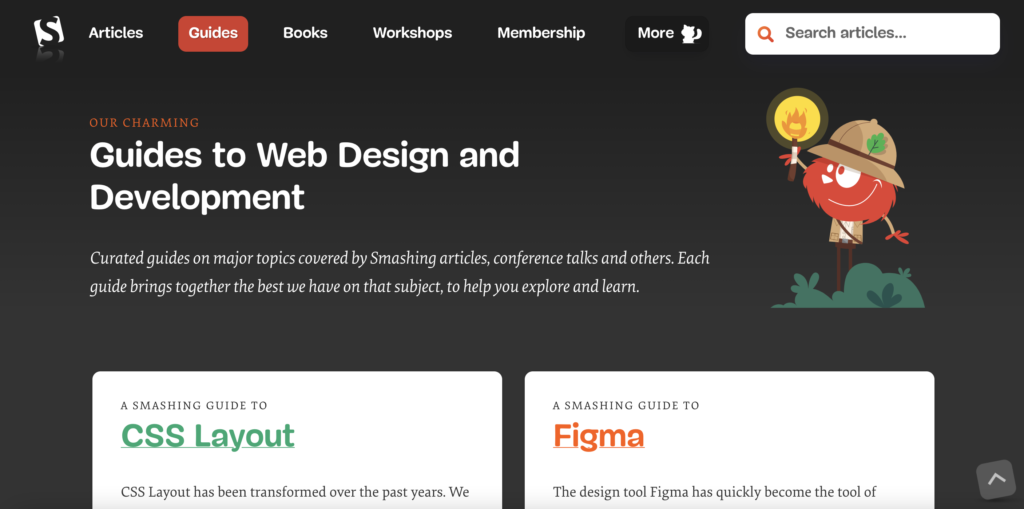 S
Articles
Guides
Books
Workshops
Membership
More
Search articles...
OUR CHARMING
Guides to Web Design and
Development
Curated guides on major topics covered by Smashing articles, conference talks and others. Each
guide brings together the best we have on that subject, to help you explore and learn.
A SMASHING GUIDE TO
CSS Layout
CSS Layout has been transformed over the past years. We
A SMASHING GUIDE TO
Figma
The design tool Figma has quickly become the tool of